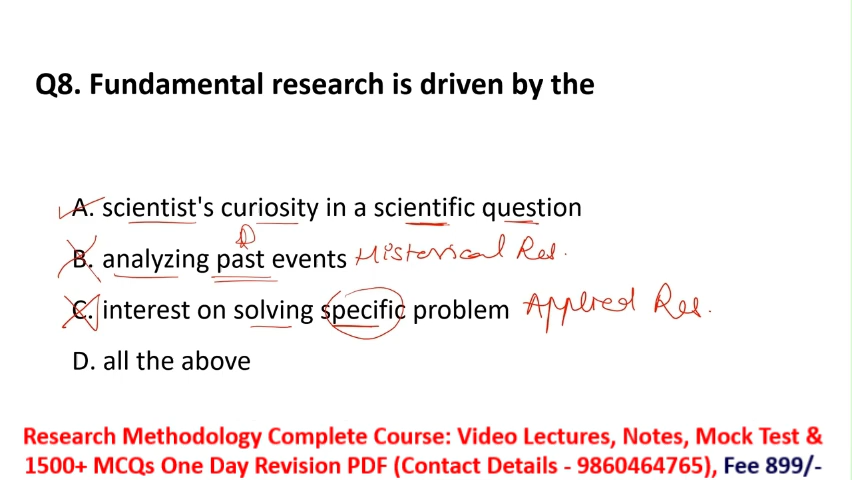 Q8. Fundamental research is driven by the
A. scientist's curiosity in a scientific question
B. analyzing past events Historical Res.
C. interest on solving specific problem Applied Res.
D. all the above
Research Methodology Complete Course: Video Lectures, Notes, Mock Test &
1500+ MCQs One Day Revision PDF (Contact Details - 9860464765), Fee 899/-